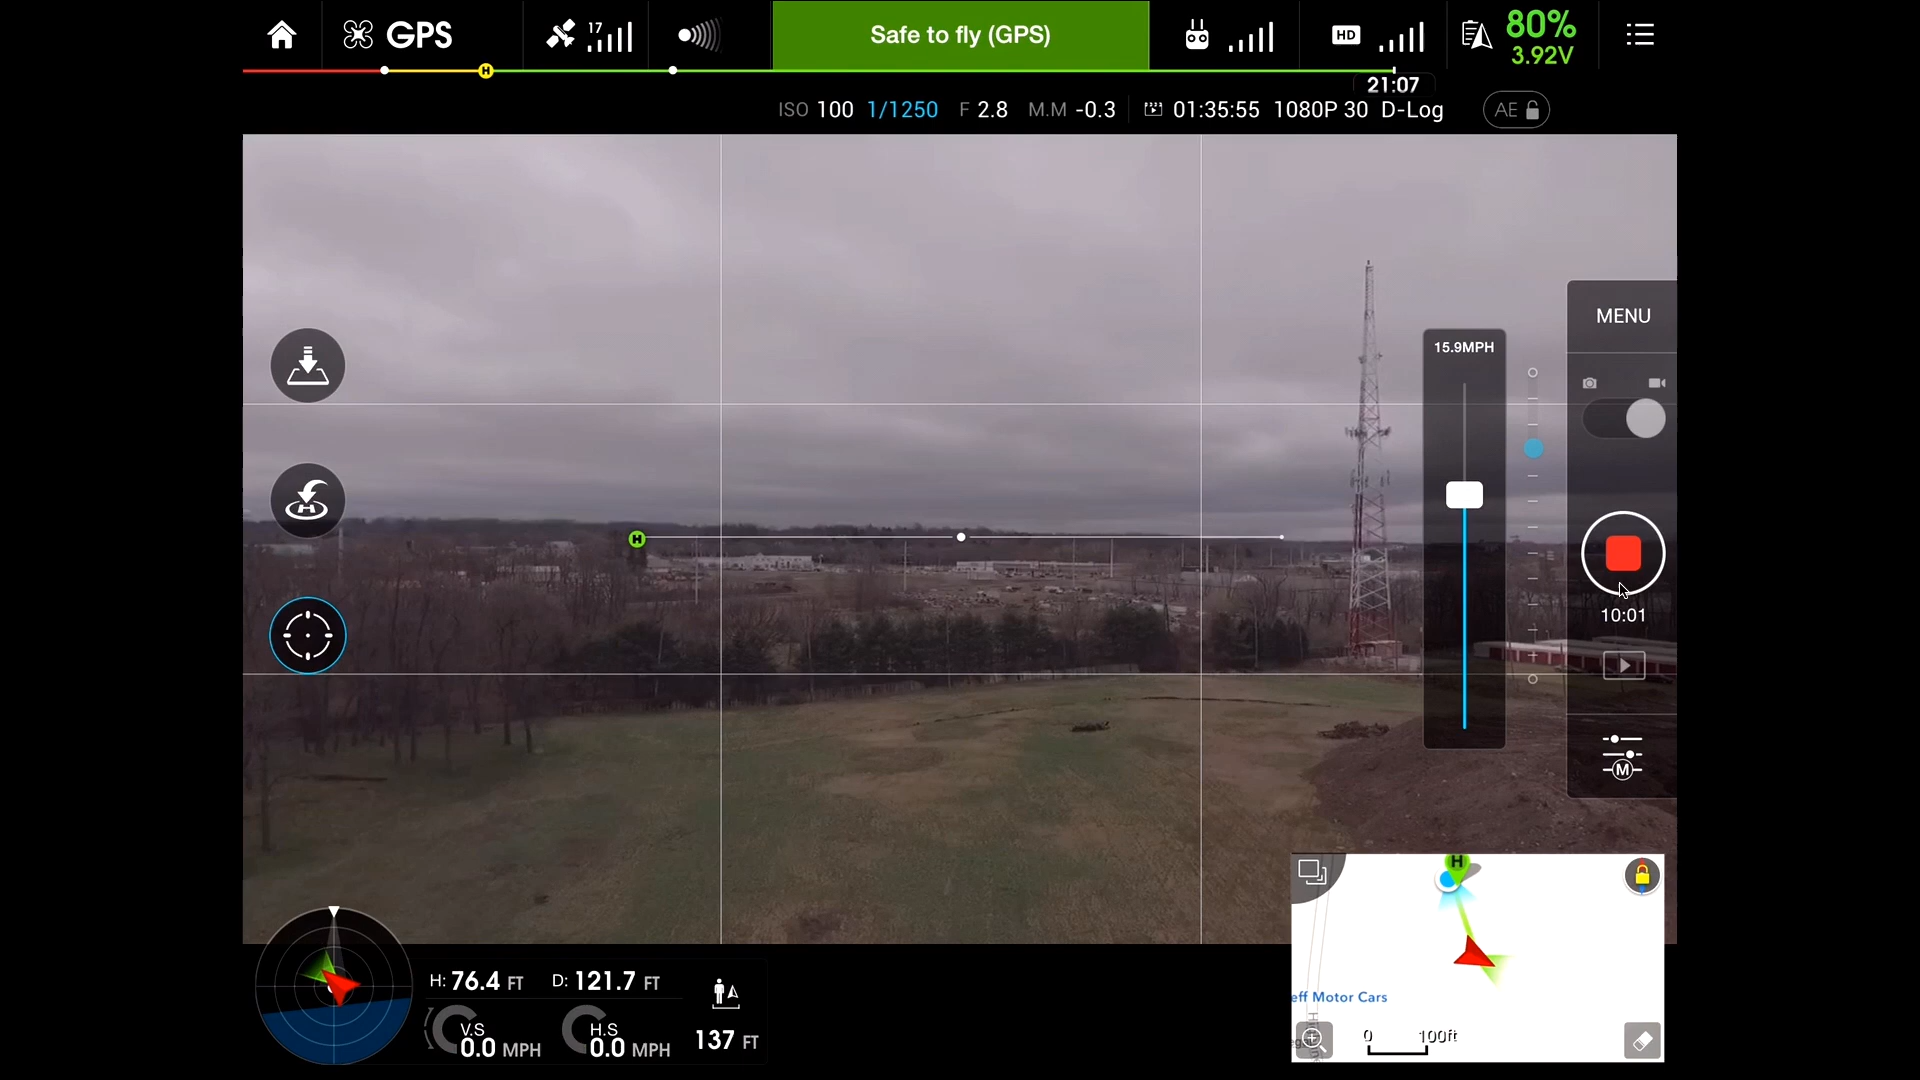 GPS
17
Safe to fly (GPS)
HD
80%
3.92V
H
21:07
ISO 100 1/1250 F 2.8 M.M -0.3 01:35:55 1080P 30 D-Log AE
MENU
15.9MPH
H
10:01
M
H
H: 76.4 FT D: 121.7 FT
eff Motor Cars
V.S
0.0 MPH
H.S
0.0 MPH
137 FT
0 100ft